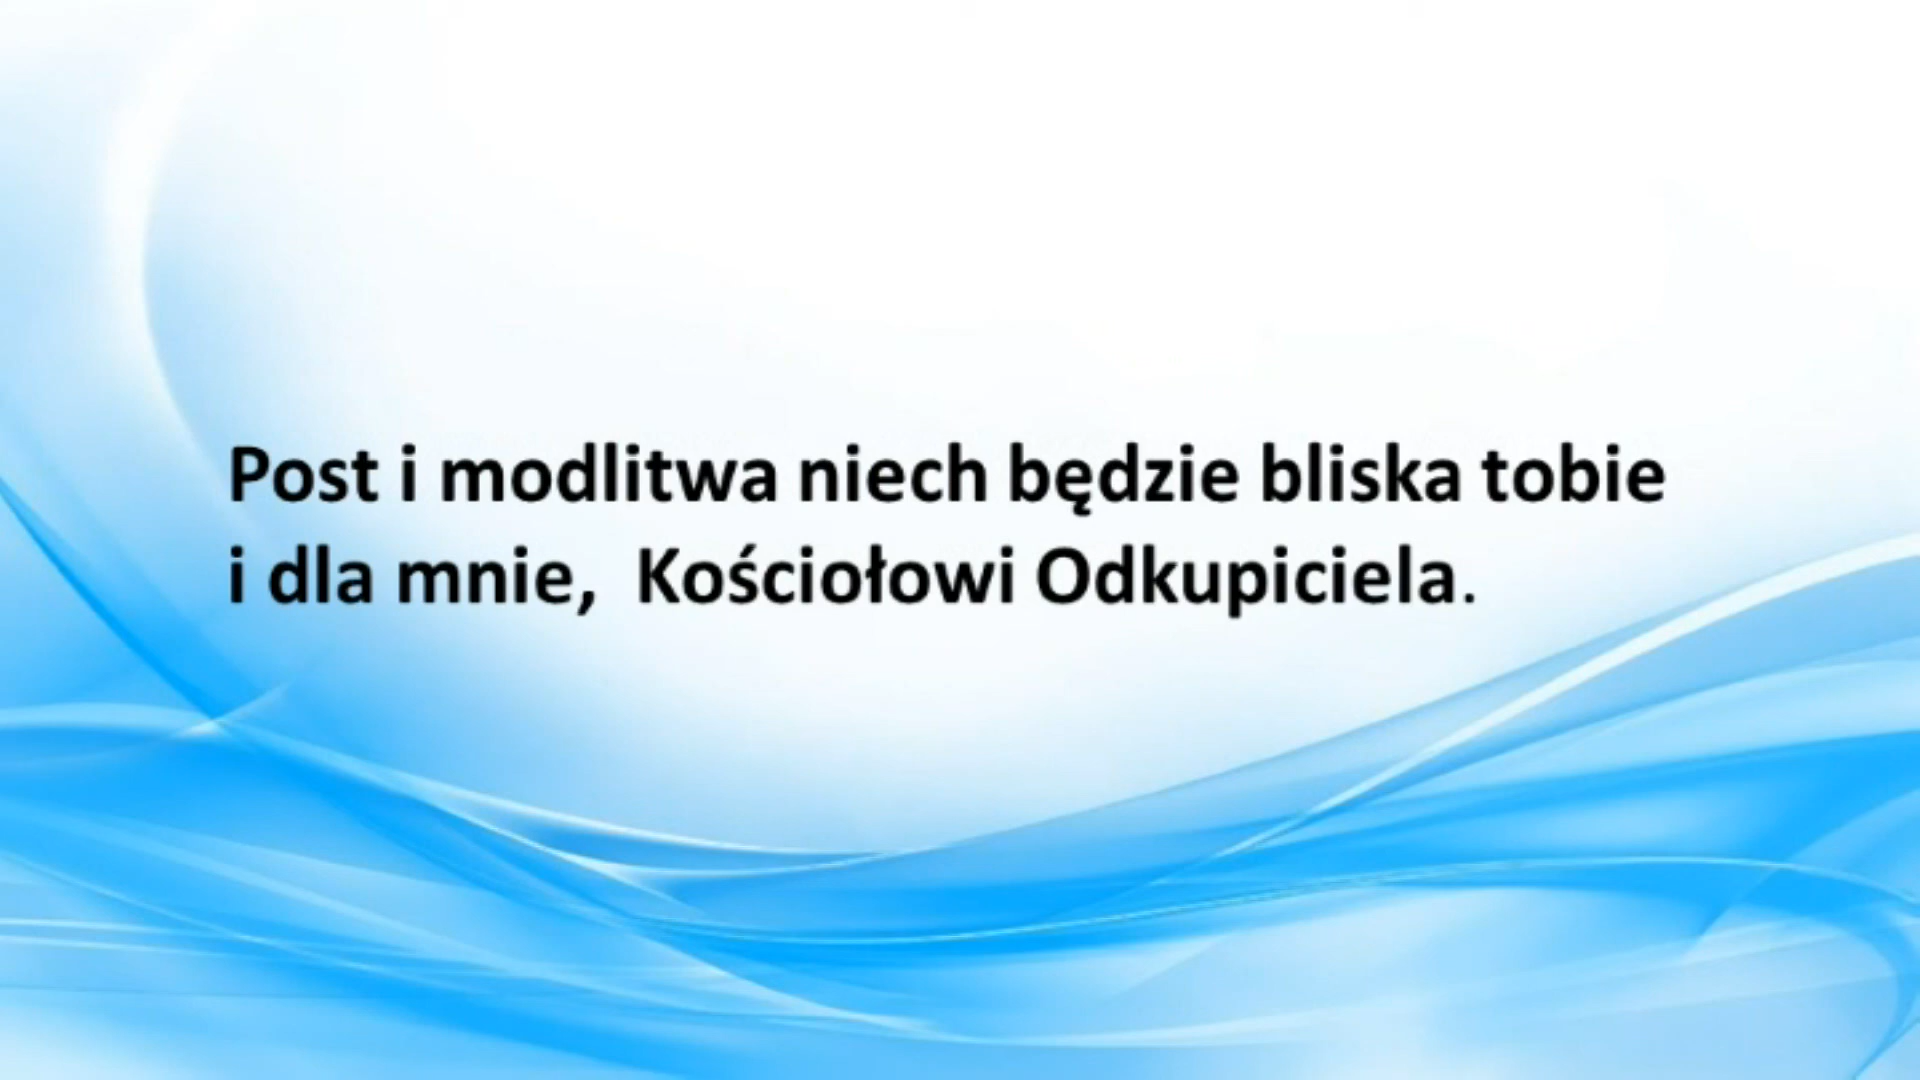 Post i modlitwa niech będzie bliska tobie
i dla mnie,  Kościołowi Odkupiciela.